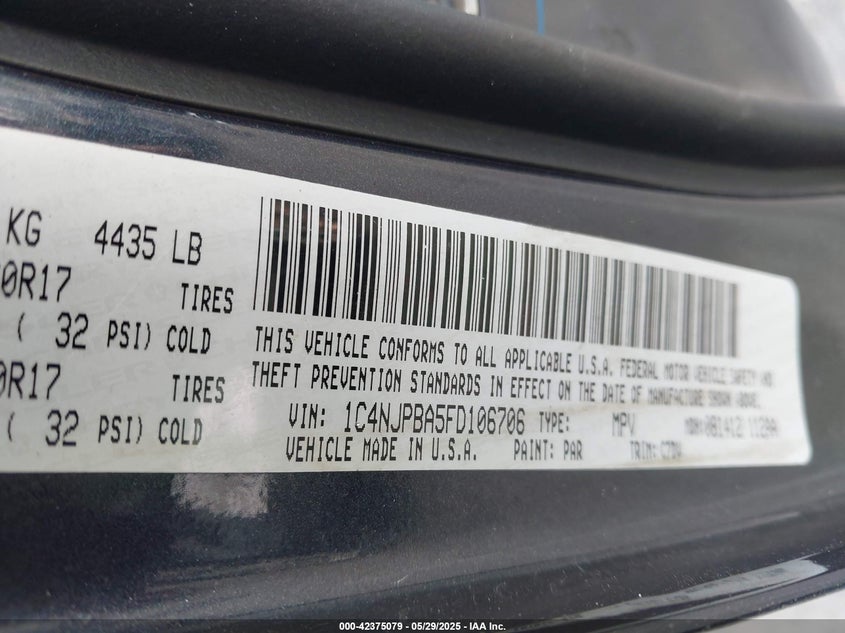 KG 4435 LB
0R17 TIRES
( 32 PSI) COLD
0R17 TIRES
( 32 PSI) COLD
THIS VEHICLE CONFORMS TO ALL APPLICABLE U.S.A. FEDERAL MOTOR VEHICLE SAFETY AND
THEFT PREVENTION STANDARDS IN EFFECT ON THE DATE OF MANUFACTURE SHOWN ABOVE.
VIN: 1C4NJPBA5FD106706 TYPE: MPV MDH:
VEHICLE MADE IN U.S.A. PAINT: PAR TRIM:
000-42375079 - 05/29/2025 - IAA Inc.